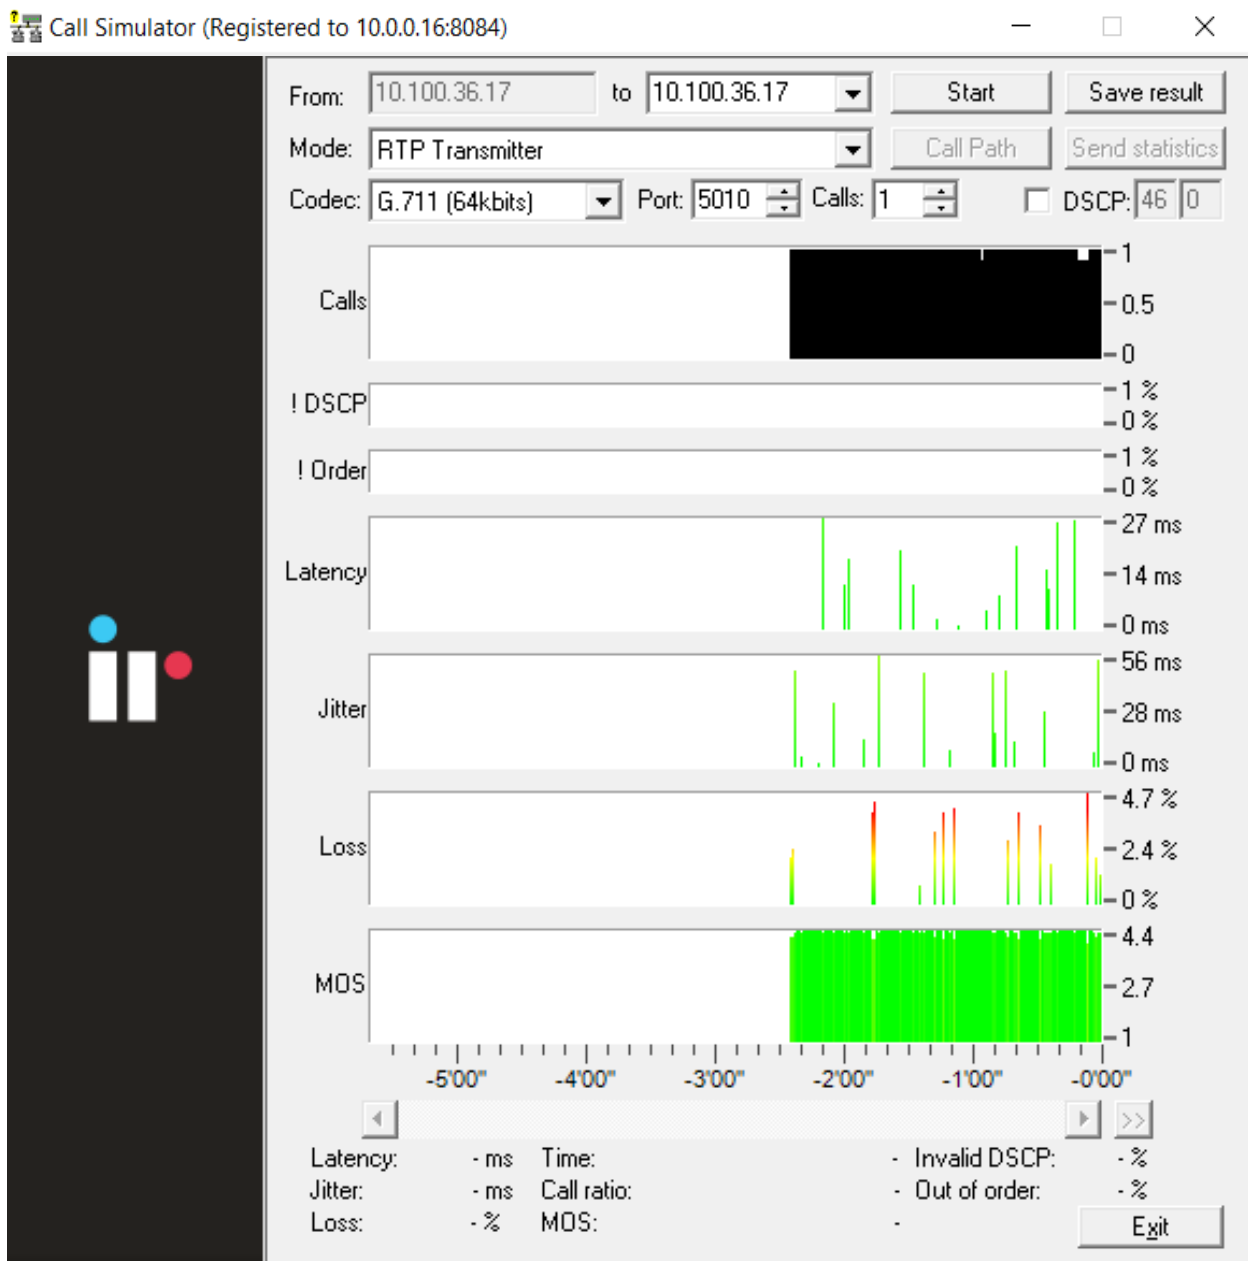 Call Simulator (Registered to 10.0.0.16:8084)
From: 10.100.36.17 to 10.100.36.17 Start Save result
Mode: RTP Transmitter Call Path Send statistics
Codec: G.711 (64kbits) Port: 5010 Calls: 1 DSCP: 46 0
1
Calls 0.5
0
1 %
! DSCP
0 %
1 %
! Order
0 %
27 ms
Latency 14 ms
0 ms
56 ms
Jitter 28 ms
0 ms
4.7 %
Loss 2.4 %
0 %
4.4
MOS 2.7
1
-5'00" -4'00" -3'00" -2'00" -1'00" -0'00"
>>
Latency: - ms Time: - Invalid DSCP: - %
Jitter: - ms Call ratio: - Out of order: - %
Loss: - % MOS: -
Exit